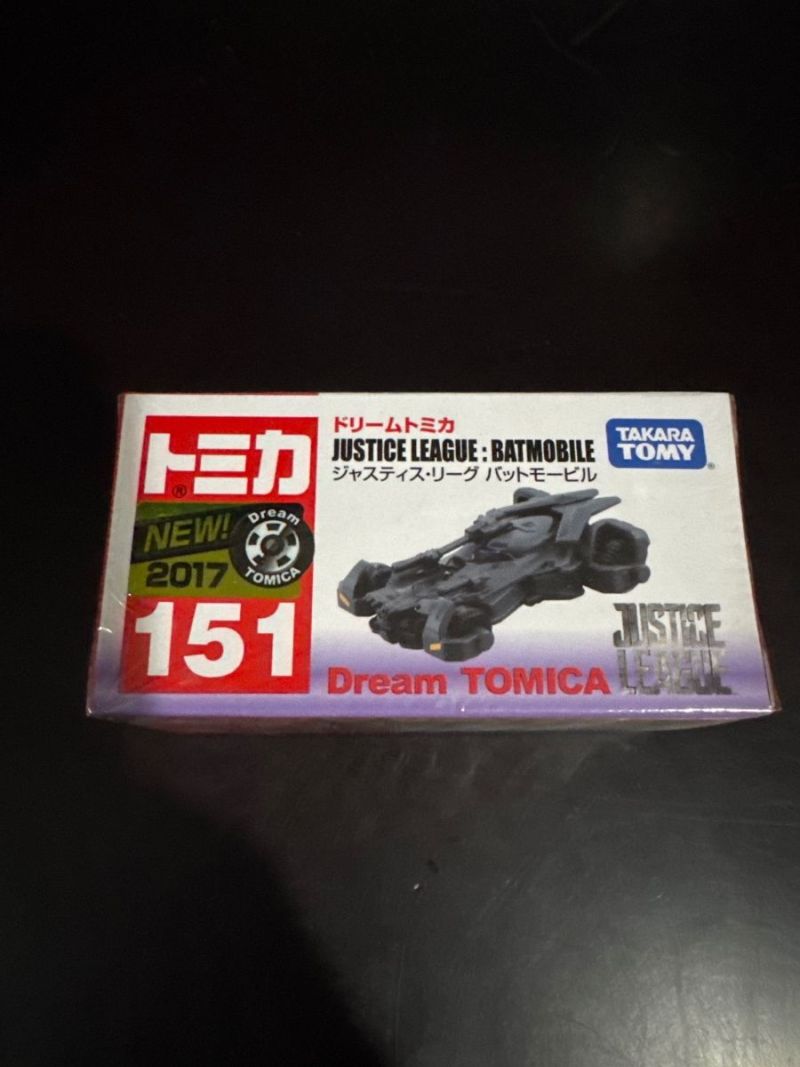 トミカ
®
NEW!
2017
Dream
TOMICA
151
ドリームトミカ
JUSTICE LEAGUE : BATMOBILE
ジャスティス・リーグ バットモービル
TAKARA
TOMY
®
JUSTICE
LEAGUE
Dream TOMICA